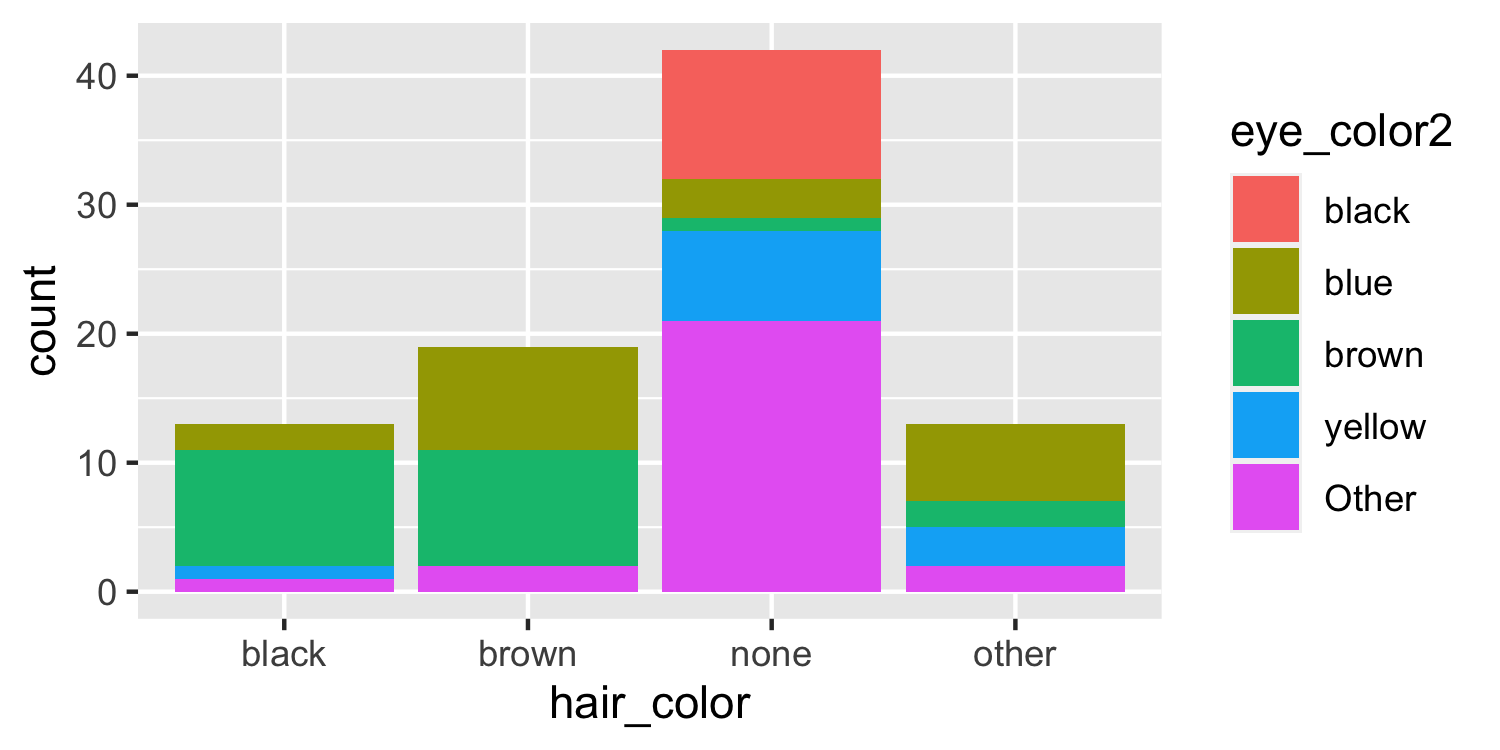 40
30
20
10
0
count
black brown none other
hair_color
eye_color2
black
blue
brown
yellow
Other